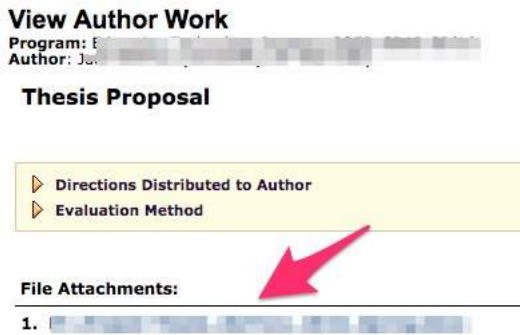 View Author Work
Program:
Author:
Thesis Proposal
Directions Distributed to Author
Evaluation Method
File Attachments:
1.